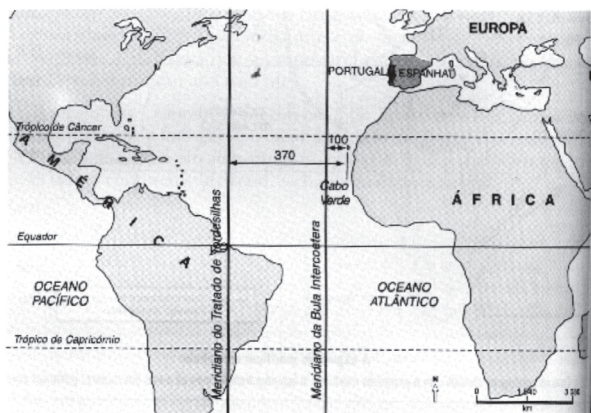 EUROPA
PORTUGAL
ESPANHA
Trópico de Câncer
100
370
AMÉRICA
Cabo
Verde
ÁFRICA
Meridiano do Tratado de Tordesilhas
Meridiano da Bula Intercoetera
Equador
OCEANO
PACÍFICO
OCEANO
ATLÂNTICO
Trópico de Capricórnio
N
0
km